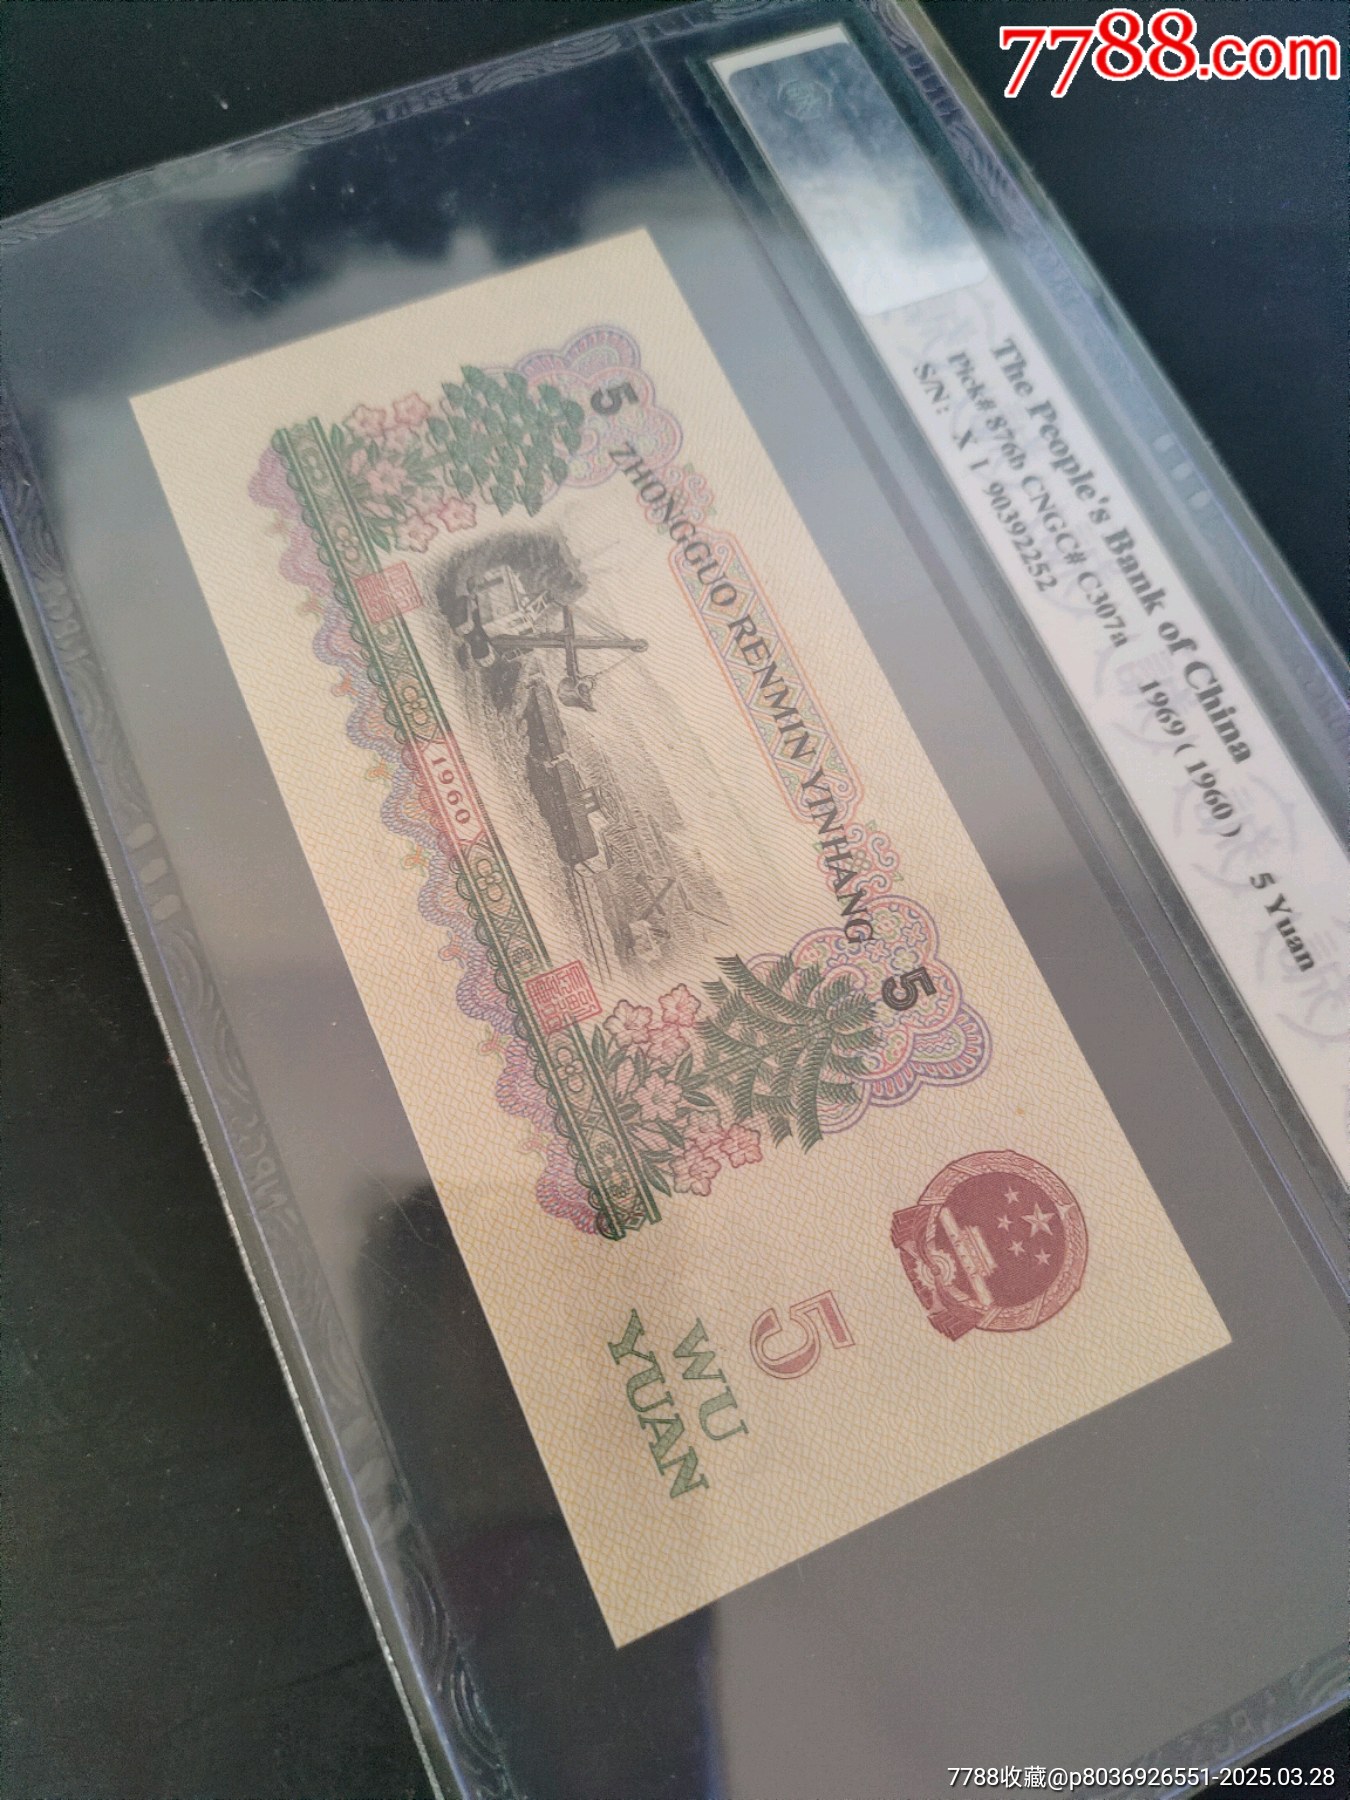 7788.com
The People's Bank of China
Pick# 876b CNGC# C307a 1969 ( 1960 ) 5 Yuan
S/N: X I 90392252
5 ZHONGGUO RENMIN YINHANG 5
1960
5
WU
YUAN
7788收藏@p8036926551-2025.03.28